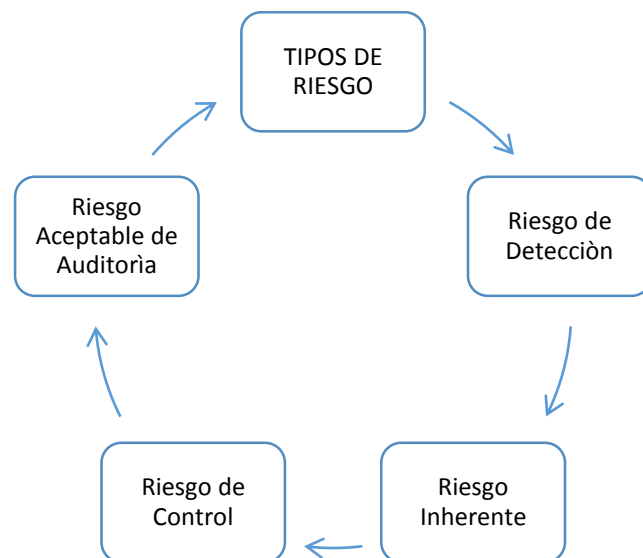 TIPOS DE
RIESGO
Riesgo de
Detecciòn
Riesgo
Inherente
Riesgo de
Control
Riesgo
Aceptable de
Auditorìa